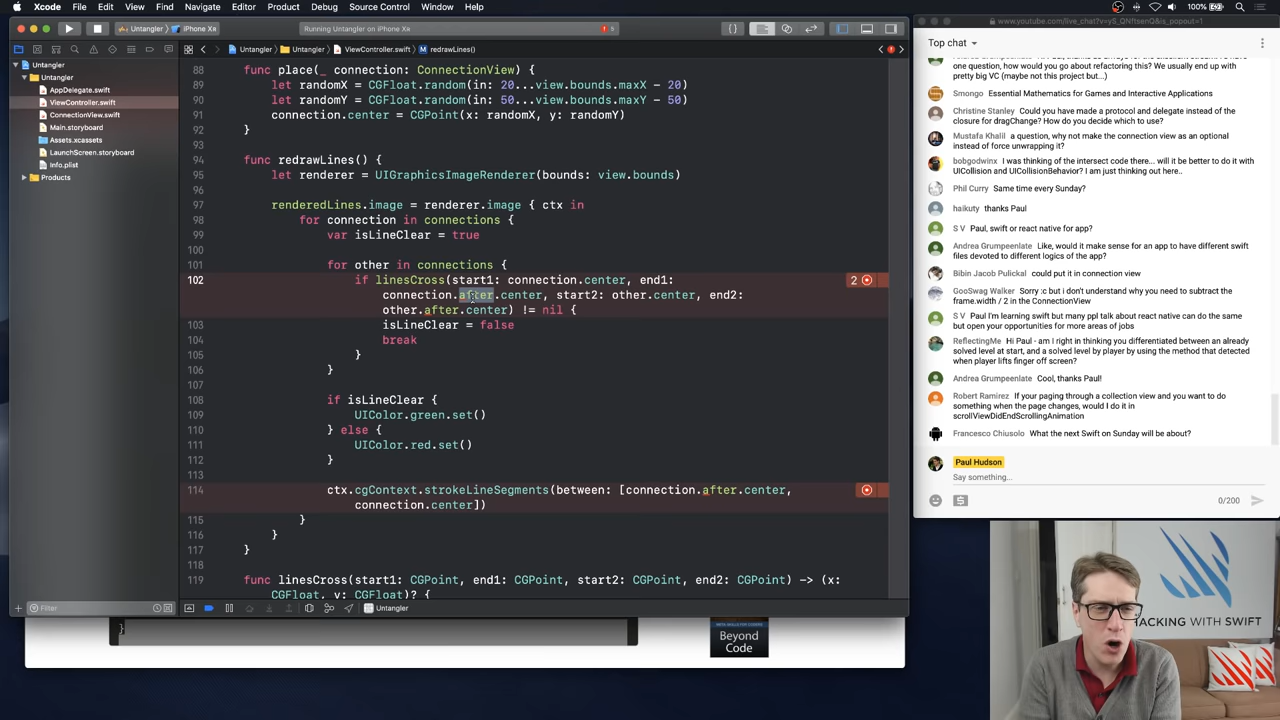 Xcode File Edit View Find Navigate Editor Product Debug Source Control Window Help
100%
Untangler iPhone Xʀ
Running Untangler on iPhone Xʀ
5
www.youtube.com/live_chat?v=yS_QNftsenQ&is_popout=1
Untangler
Untangler
AppDelegate.swift
ViewController.swift
ConnectionView.swift
Main.storyboard
Assets.xcassets
LaunchScreen.storyboard
Info.plist
Products
Filter
Untangler Untangler ViewController.swift redrawLines()
88 func place(_ connection: ConnectionView) {
89 let randomX = CGFloat.random(in: 20...view.bounds.maxX - 20)
90 let randomY = CGFloat.random(in: 50...view.bounds.maxY - 50)
91 connection.center = CGPoint(x: randomX, y: randomY)
92 }
93
94 func redrawLines() {
95 let renderer = UIGraphicsImageRenderer(bounds: view.bounds)
96
97 renderedLines.image = renderer.image { ctx in
98 for connection in connections {
99 var isLineClear = true
100
101 for other in connections {
102 if linesCross(start1: connection.center, end1:
2
connection.after.center, start2: other.center, end2:
other.after.center) != nil {
103 isLineClear = false
104 break
105 }
106 }
107
108 if isLineClear {
109 UIColor.green.set()
110 } else {
111 UIColor.red.set()
112 }
113
114 ctx.cgContext.strokeLineSegments(between: [connection.after.center,
connection.center])
115 }
116 }
117 }
118
119 func linesCross(start1: CGPoint, end1: CGPoint, start2: CGPoint, end2: CGPoint) -> (x:
CGFloat, y: CGFloat)? {
Untangler
}
Beyond
Code
Top chat
one question, how would you go about refactoring this? We usually end up with
pretty big VC (maybe not this project but...)
Smongo Essential Mathematics for Games and Interactive Applications
Christine Stanley Could you have made a protocol and delegate instead of the
closure for dragChange? How do you decide which to use?
Mustafa Khalil a question, why not make the connection view as an optional
instead of force unwrapping it?
bobgodwinx I was thinking of the intersect code there... will it be better to do it with
UICollision and UICollisionBehavior? I am just thinking out here..
Phil Curry Same time every Sunday?
haikuty thanks Paul
S V Paul, swift or react native for app?
Andrea Grumpeenlate Like, would it make sense for an app to have different swift
files devoted to different logics of the app?
Bibin Jacob Pulickal could put it in connection view
GooSwag Walker Sorry :c but i don't understand why you need to subtract the
frame.width / 2 in the ConnectionView
S V Paul I'm learning swift but many ppl talk about react native can do the same
but open your opportunities for more areas of jobs
ReflectingMe Hi Paul - am I right in thinking you differentiated between an already
solved level at start, and a solved level by player by using the method that detected
when player lifts finger off screen?
Andrea Grumpeenlate Cool, thanks Paul!
Robert Ramirez If your paging through a collection view and you want to do
something when the page changes, would I do it in
scrollViewDidEndScrollingAnimation
Francesco Chiusolo What the next Swift on Sunday will be about?
Paul Hudson
Say something...
0/200
HACKING WITH SWIFT